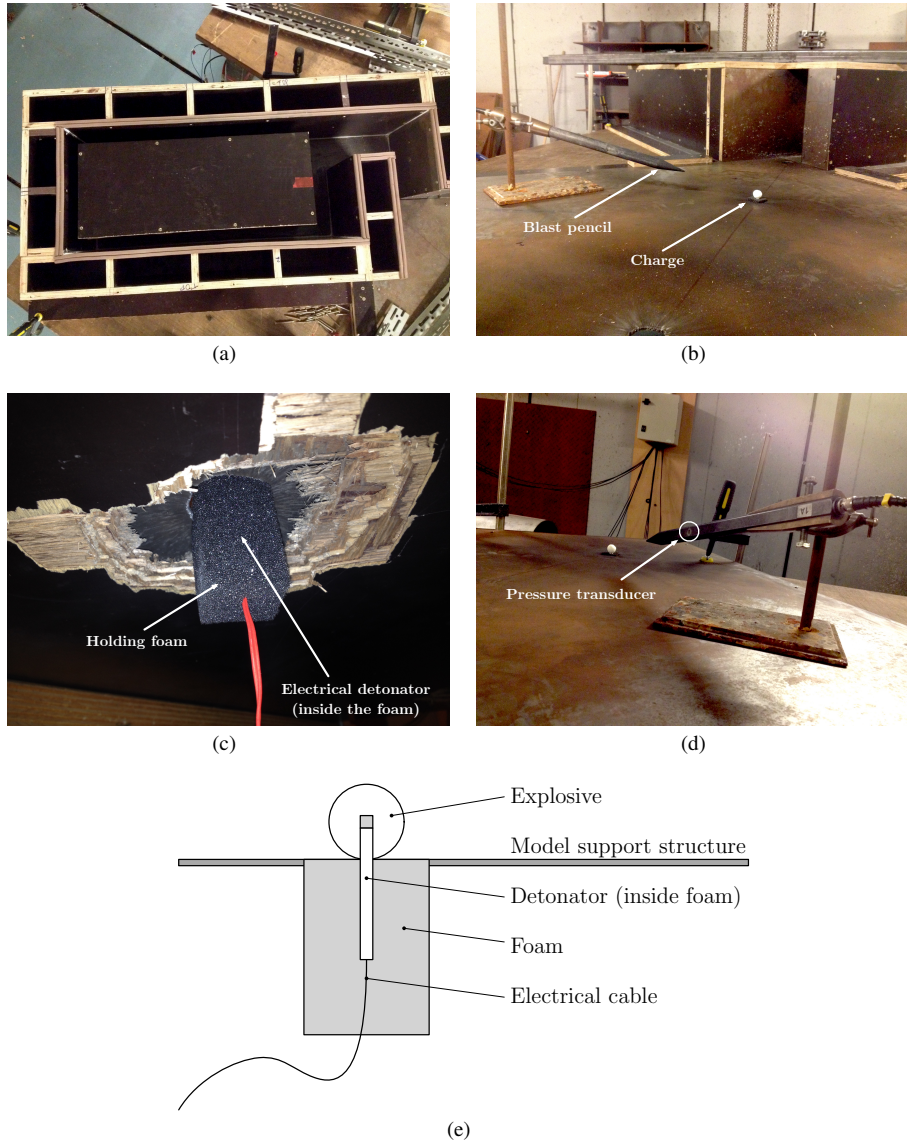 (a)
Blast pencil
Charge
(b)
Holding foam
Electrical detonator
(inside the foam)
(c)
1A
Pressure transducer
(d)
Explosive
Model support structure
Detonator (inside foam)
Foam
Electrical cable
(e)